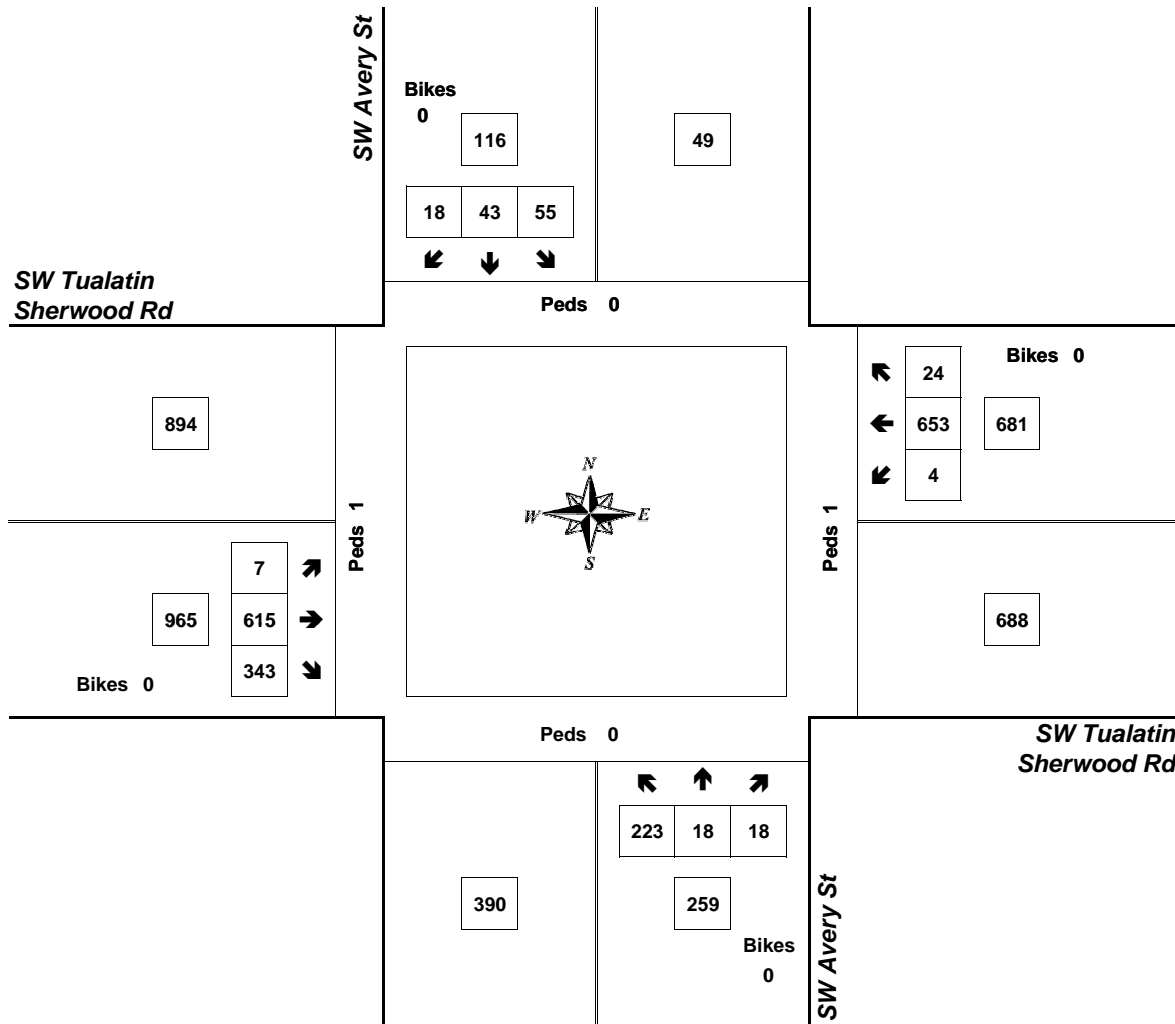 SW Avery St
Bikes
0
116
49
18 43 55
SW Tualatin
Sherwood Rd
Peds 0
Bikes 0
24
894
653 681
4
N
W E
S
Peds 1
Peds 1
7
965 615
688
343
Bikes 0
Peds 0
SW Tualatin
Sherwood Rd
223 18 18
390
259
SW Avery St
Bikes
0